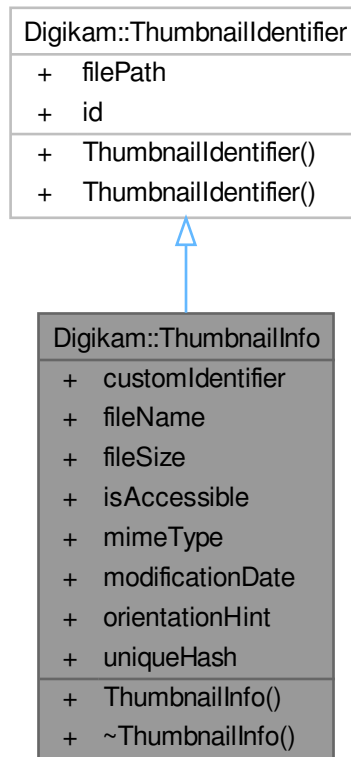 Digikam::ThumbnailIdentifier
+ filePath
+ id
+ ThumbnailIdentifier()
+ ThumbnailIdentifier()
Digikam::ThumbnailInfo
+ customIdentifier
+ fileName
+ fileSize
+ isAccessible
+ mimeType
+ modificationDate
+ orientationHint
+ uniqueHash
+ ThumbnailInfo()
+ ~ThumbnailInfo()